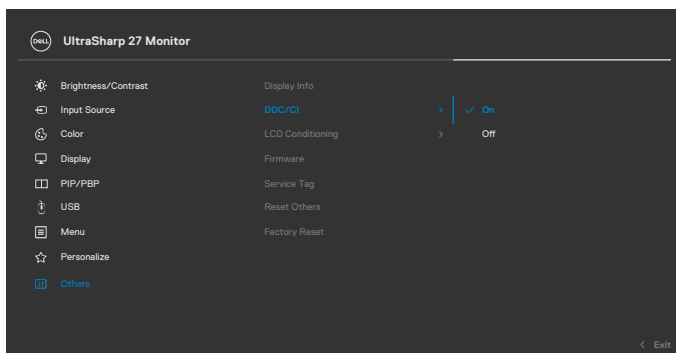 DELL UltraSharp 27 Monitor
Brightness/Contrast Display Info
Input Source DDC/CI > ✓ On
Color LCD Conditioning > Off
Display Firmware
PIP/PBP Service Tag
USB Reset Others
Menu Factory Reset
Personalize
Others
< Exit